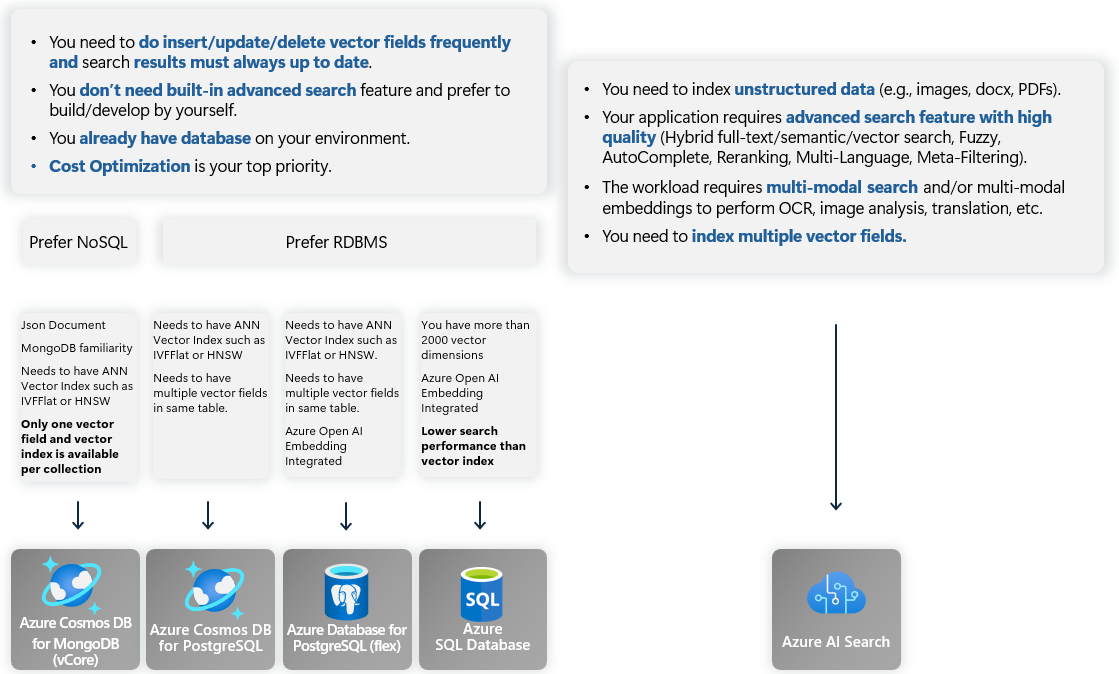 • You need to do insert/update/delete vector fields frequently
and search results must always up to date.
• You don’t need built-in advanced search feature and prefer to
build/develop by yourself.
• You already have database on your environment.
• Cost Optimization is your top priority.
• You need to index unstructured data (e.g., images, docx, PDFs).
• Your application requires advanced search feature with high
quality (Hybrid full-text/semantic/vector search, Fuzzy,
AutoComplete, Reranking, Multi-Language, Meta-Filtering).
• The workload requires multi-modal search and/or multi-modal
embeddings to perform OCR, image analysis, translation, etc.
• You need to index multiple vector fields.
Prefer NoSQL
Prefer RDBMS
Json Document
MongoDB familiarity
Needs to have ANN
Vector Index such as
IVFFlat or HNSW
Only one vector
field and vector
index is available
per collection
Needs to have ANN
Vector Index such as
IVFFlat or HNSW
Needs to have
multiple vector fields
in same table.
Needs to have ANN
Vector Index such as
IVFFlat or HNSW.
Needs to have
multiple vector fields
in same table.
Azure Open AI
Embedding
Integrated
You have more than
2000 vector
dimensions
Azure Open AI
Embedding
Integrated
Lower search
performance than
vector index
Azure Cosmos DB
for MongoDB
(vCore)
Azure Cosmos DB
for PostgreSQL
Azure Database for
PostgreSQL (flex)
SQL
Azure
SQL Database
Azure AI Search